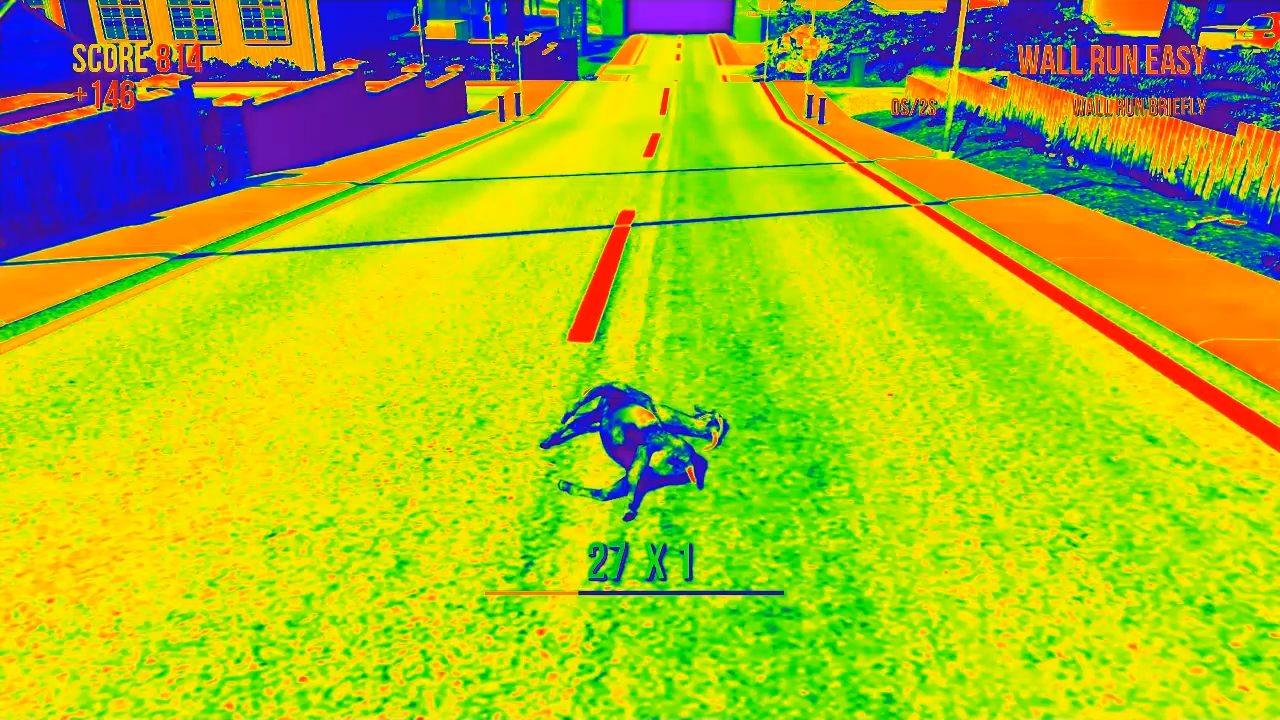 SCORE 814
+146
WALL RUN EASY
0S/2S WALL RUN BRIEFLY
27 X 1